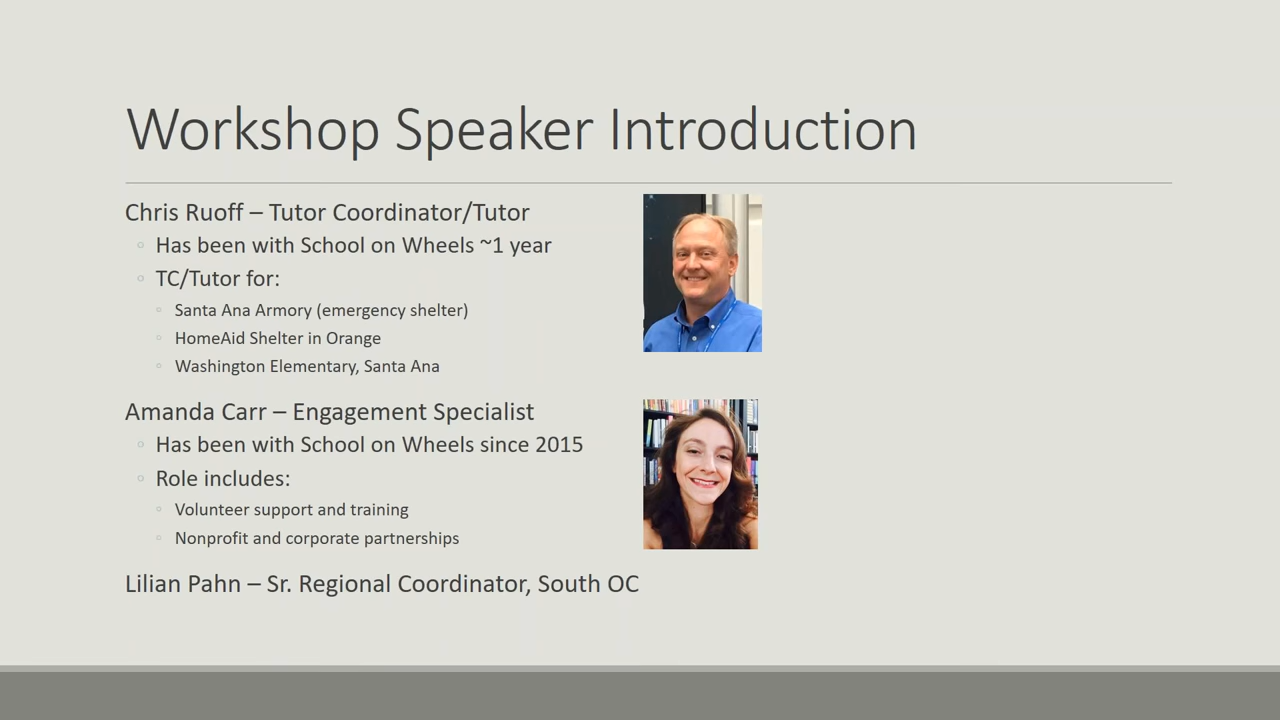 Workshop Speaker Introduction
Chris Ruoff – Tutor Coordinator/Tutor
◦ Has been with School on Wheels ~1 year
◦ TC/Tutor for:
◦ Santa Ana Armory (emergency shelter)
◦ HomeAid Shelter in Orange
◦ Washington Elementary, Santa Ana
Amanda Carr – Engagement Specialist
◦ Has been with School on Wheels since 2015
◦ Role includes:
◦ Volunteer support and training
◦ Nonprofit and corporate partnerships
Lilian Pahn – Sr. Regional Coordinator, South OC